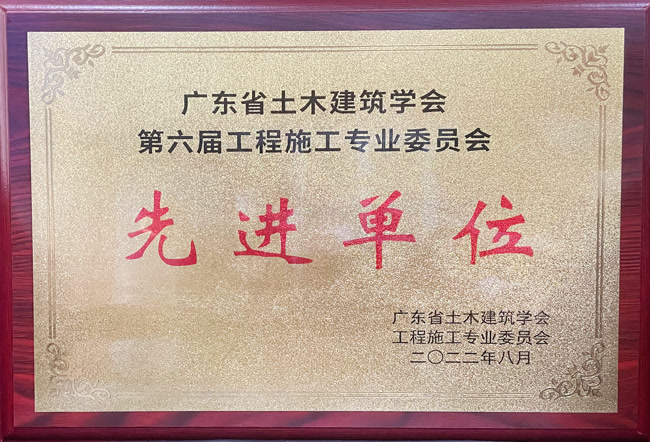 广东省土木建筑学会
第六届工程施工专业委员会
先进单位
广东省土木建筑学会
工程施工专业委员会
二〇二二年八月